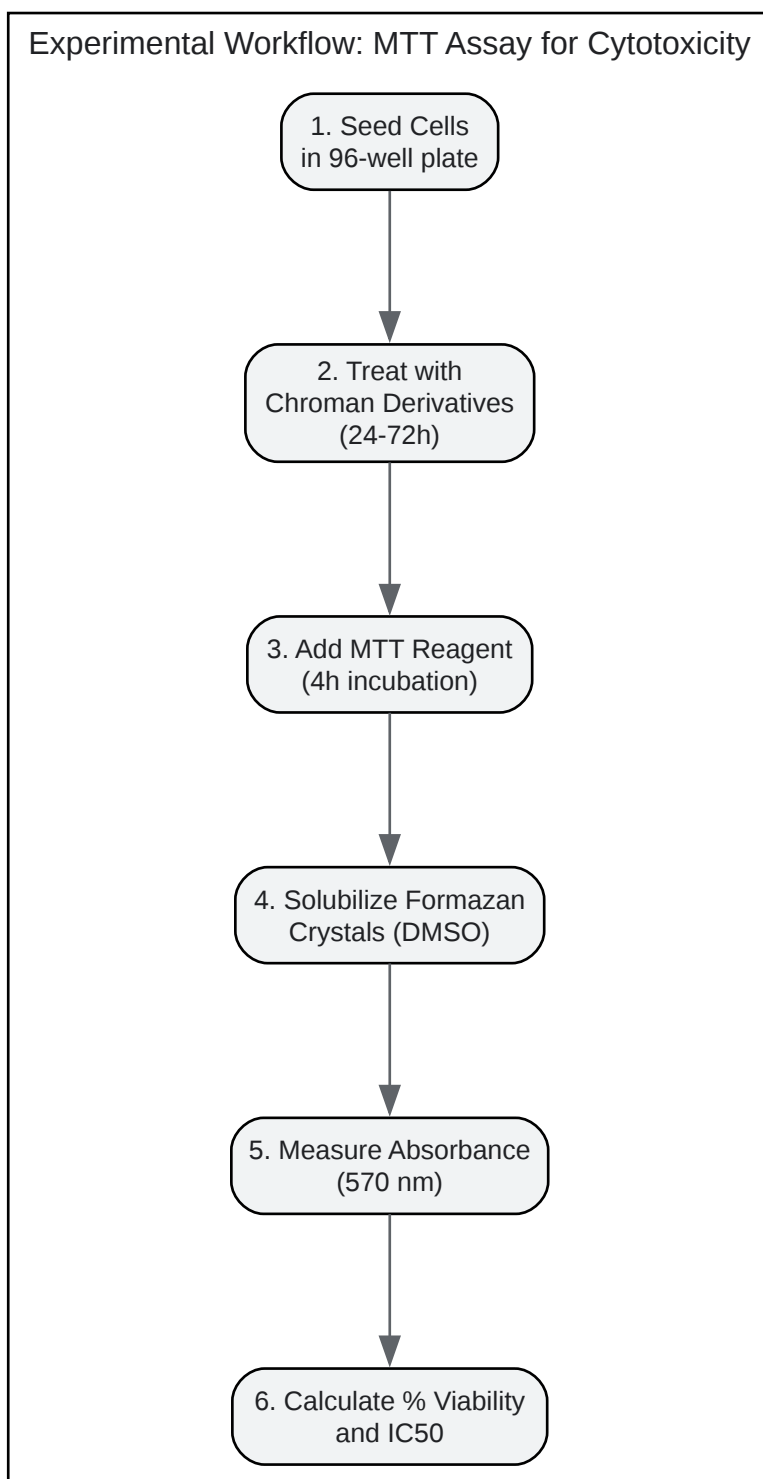 Experimental Workflow: MTT Assay for Cytotoxicity
1. Seed Cells
in 96-well plate
2. Treat with
Chroman Derivatives
(24-72h)
3. Add MTT Reagent
(4h incubation)
4. Solubilize Formazan
Crystals (DMSO)
5. Measure Absorbance
(570 nm)
6. Calculate % Viability
and IC50